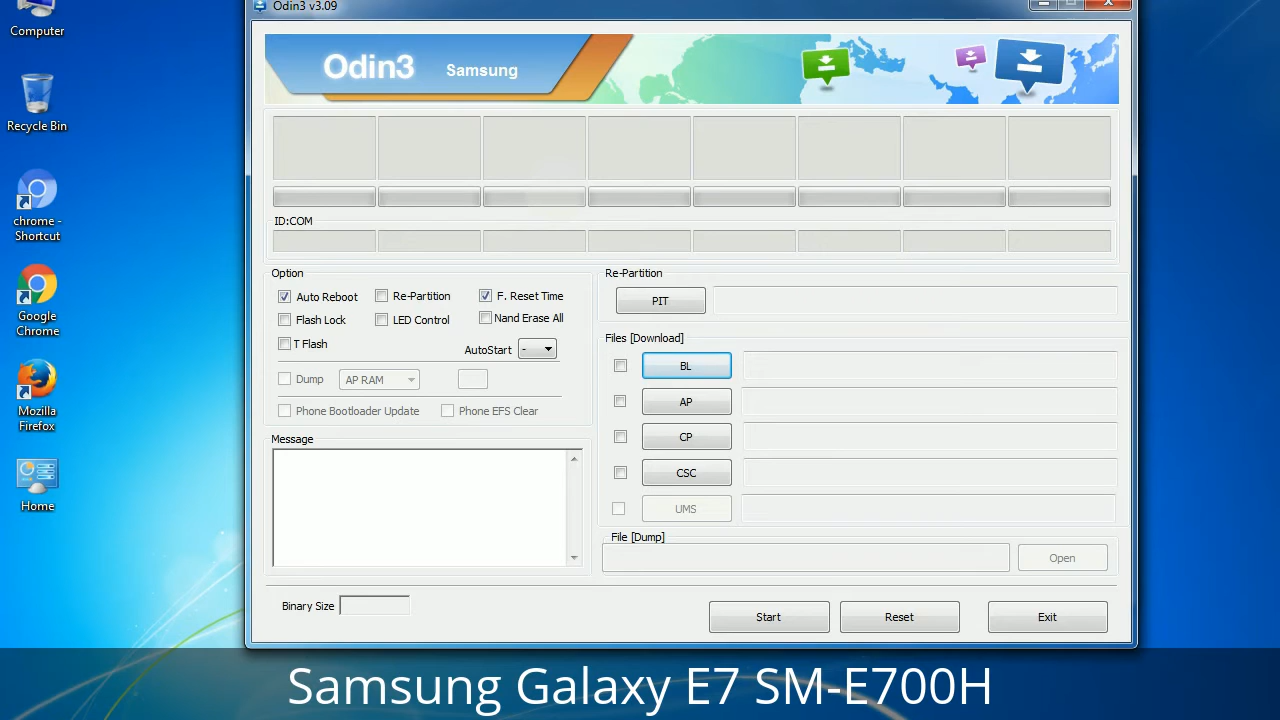 Computer
Recycle Bin
chrome -
Shortcut
Google
Chrome
Mozilla
Firefox
Home
Odin3 v3.09
Odin3 Samsung
ID:COM
Option
Auto Reboot
Re-Partition
F. Reset Time
Flash Lock
LED Control
Nand Erase All
T Flash
AutoStart -
Dump AP RAM
Phone Bootloader Update
Phone EFS Clear
Message
Re-Partition
PIT
Files [Download]
BL
AP
CP
CSC
UMS
File [Dump]
Open
Binary Size
Start
Reset
Exit
Samsung Galaxy E7 SM-E700H